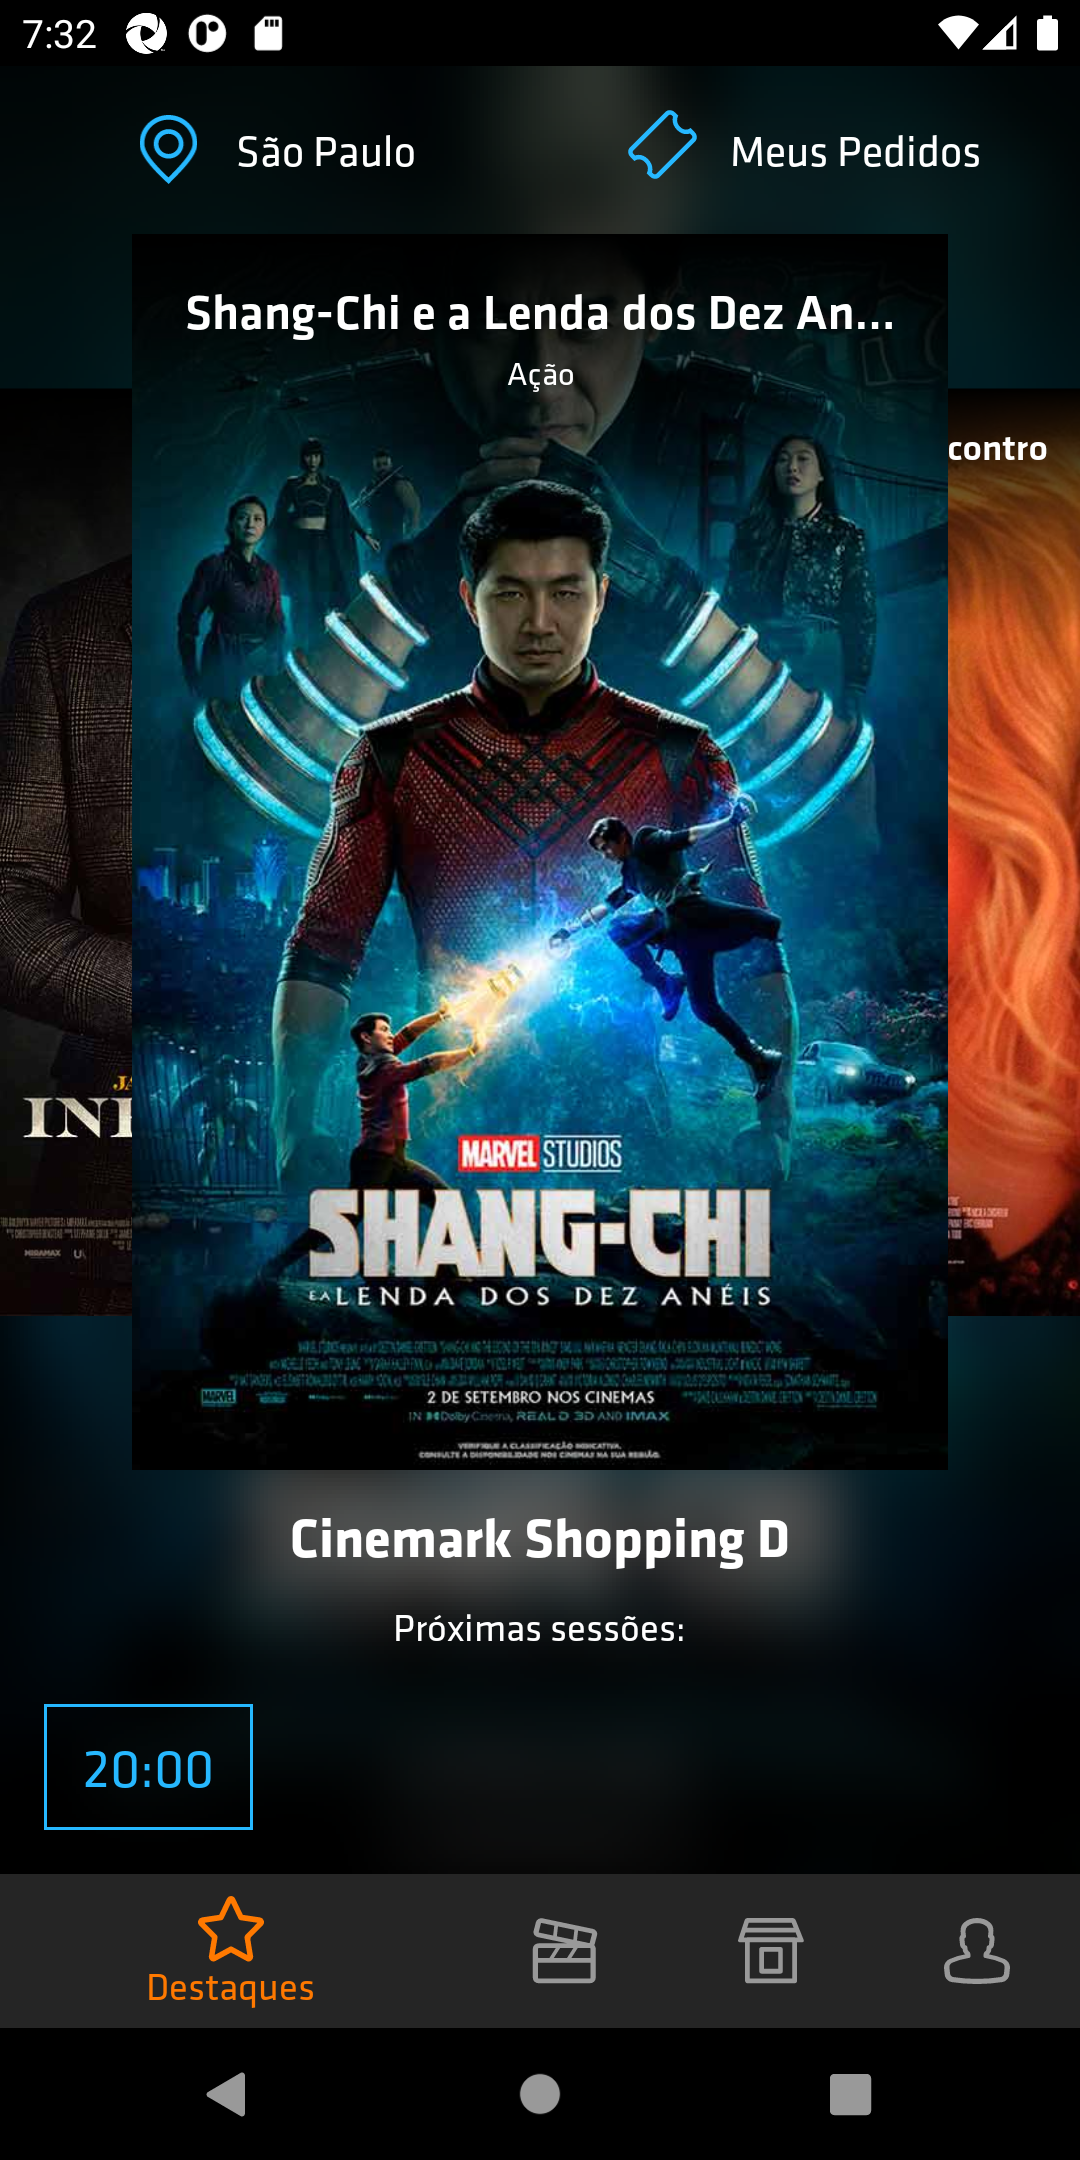 7:32
São Paulo
Meus Pedidos
Shang-Chi e a Lenda dos Dez An...
Ação
contro
MARVEL STUDIOS
SHANG-CHI
E A LENDA DOS DEZ ANÉIS
MIRAMAX
MARVEL
2 DE SETEMBRO NOS CINEMAS
IN Dolby Cinema, REAL D 3D AND IMAX
VERIFIQUE A CLASSIFICAÇÃO INDICATIVA.
CONSULTE A DISPONIBILIDADE NOS CINEMAS NA SUA REGIÃO.
Cinemark Shopping D
Próximas sessões:
20:00
Destaques